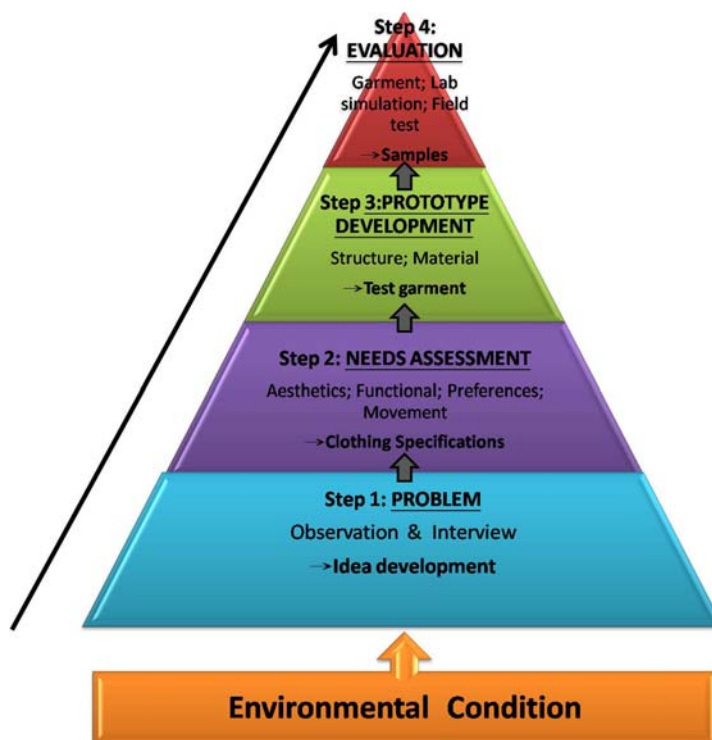 Step 4:
EVALUATION
Garment; Lab
simulation; Field
test
→Samples
Step 3:PROTOTYPE
DEVELOPMENT
Structure; Material
→Test garment
Step 2: NEEDS ASSESSMENT
Aesthetics; Functional; Preferences;
Movement
→Clothing Specifications
Step 1: PROBLEM
Observation & Interview
→Idea development
Environmental Condition